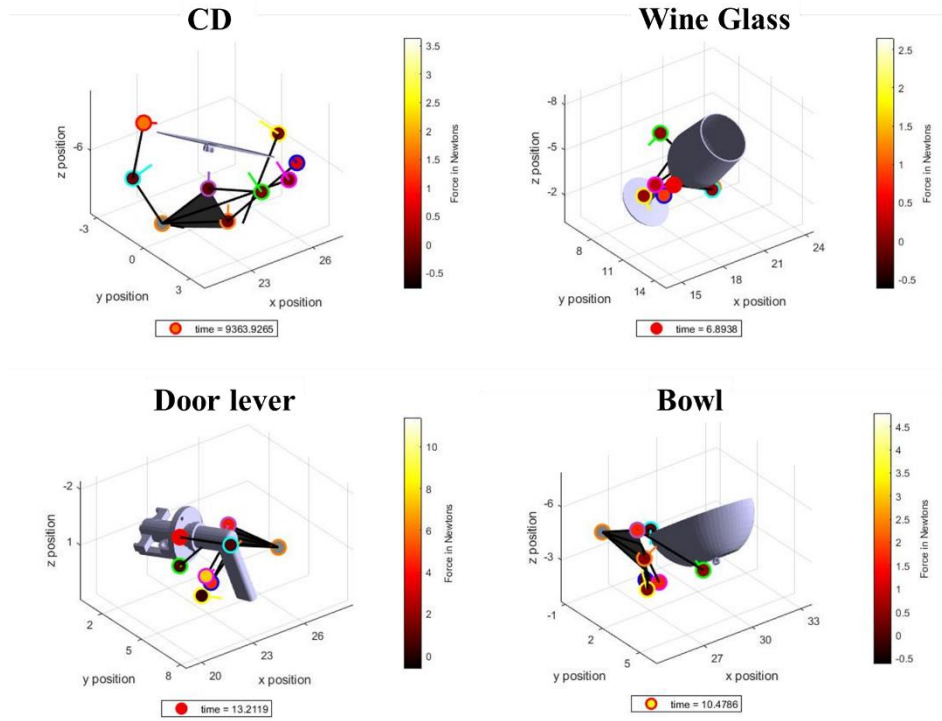 CD
Wine Glass
z position
-6
-3
0
3
y position
23
26
x position
3.5
3
2.5
2
1.5
1
0.5
0
-0.5
Force in Newtons
time = 9363.9265
z position
-8
-5
-2
8
11
14
y position
15
18
21
24
x position
2.5
2
1.5
1
0.5
0
-0.5
Force in Newtons
time = 6.8938
Door lever
Bowl
z position
-2
1
2
5
8
y position
20
23
26
x position
10
8
6
4
2
0
Force in Newtons
time = 13.2119
z position
-6
-3
-1
2
5
y position
27
30
33
x position
4.5
4
3.5
3
2.5
2
1.5
1
0.5
0
-0.5
Force in Newtons
time = 10.4786